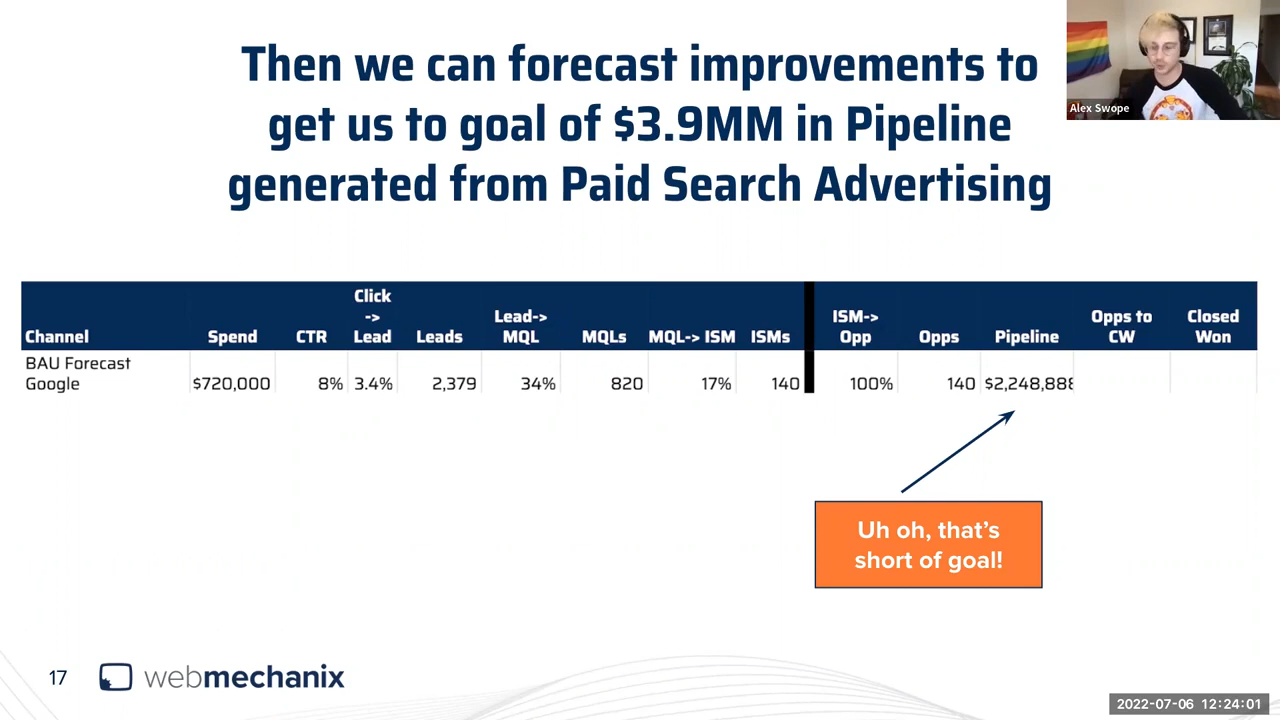 Then we can forecast improvements to
get us to goal of $3.9MM in Pipeline
generated from Paid Search Advertising
Alex Swope
Channel Spend CTR Click -> Lead Leads Lead-> MQL MQLs MQL-> ISM ISMs ISM-> Opp Opps Pipeline Opps to CW Closed Won
BAU Forecast
Google $720,000 8% 3.4% 2,379 34% 820 17% 140 100% 140 $2,248,888
Uh oh, that’s
short of goal!
17 webmechanix
2022-07-06 12:24:01